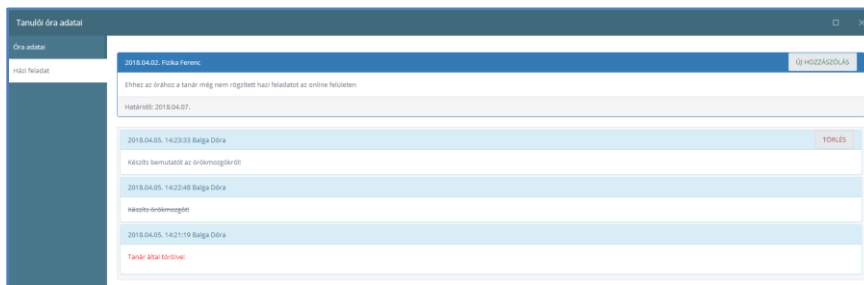 Tanulói óra adatai
Óra adatai
Házi feladat
2018.04.02. Fizika Ferenc
ÚJ HOZZÁSZÓLÁS
Ehhez az órához a tanár még nem rögzített hazi feladatot az online felületen
Határidő: 2018.04.07.
2018.04.05. 14:23:33 Balga Dóra
TÖRLÉS
Készíts bemutatót az örökmozgókról!
2018.04.05. 14:22:48 Balga Dóra
Készíts örökmozgót!
2018.04.05. 14:21:19 Balga Dóra
Tanár által törölve!